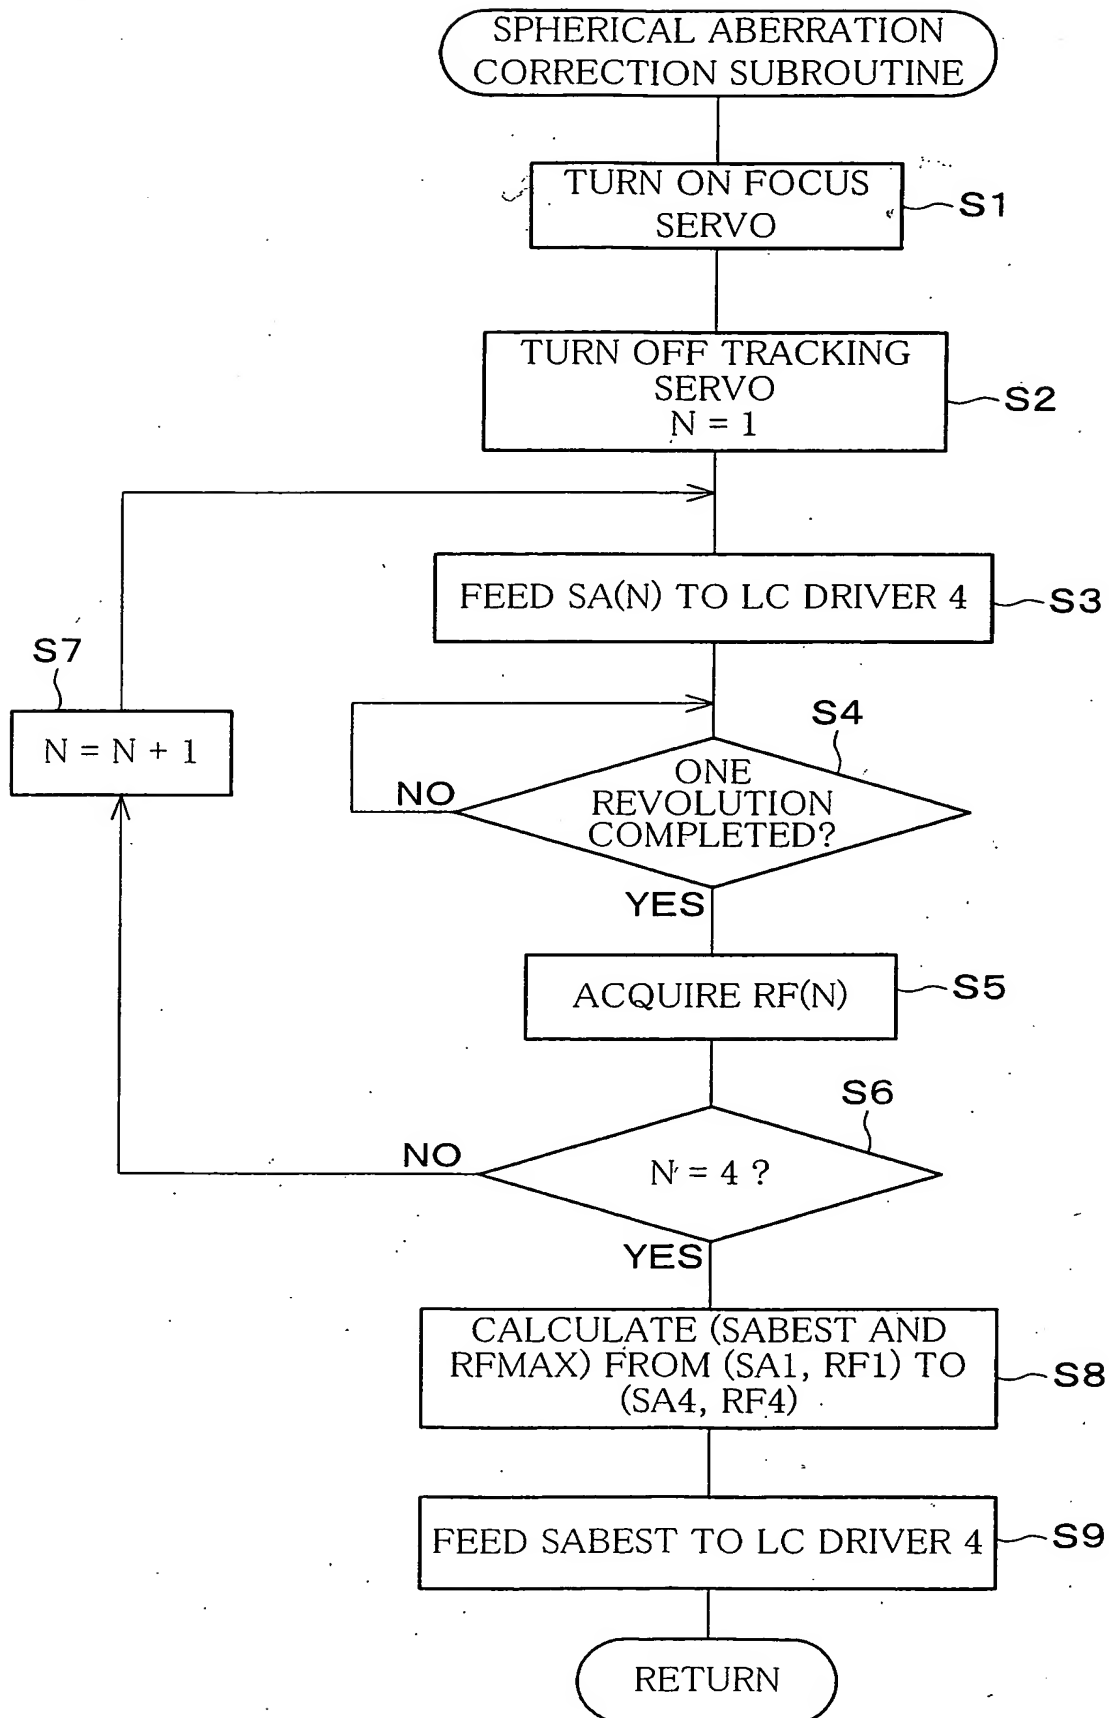 SPHERICAL ABERRATION
CORRECTION SUBROUTINE
TURN ON FOCUS
SERVO
S1
TURN OFF TRACKING
SERVO
N = 1
S2
FEED SA(N) TO LC DRIVER 4
S3
S7
N = N + 1
S4
ONE
REVOLUTION
COMPLETED?
NO
YES
ACQUIRE RF(N)
S5
S6
N = 4 ?
NO
YES
CALCULATE (SABEST AND
RFMAX) FROM (SA1, RF1) TO
(SA4, RF4)
S8
FEED SABEST TO LC DRIVER 4
S9
RETURN